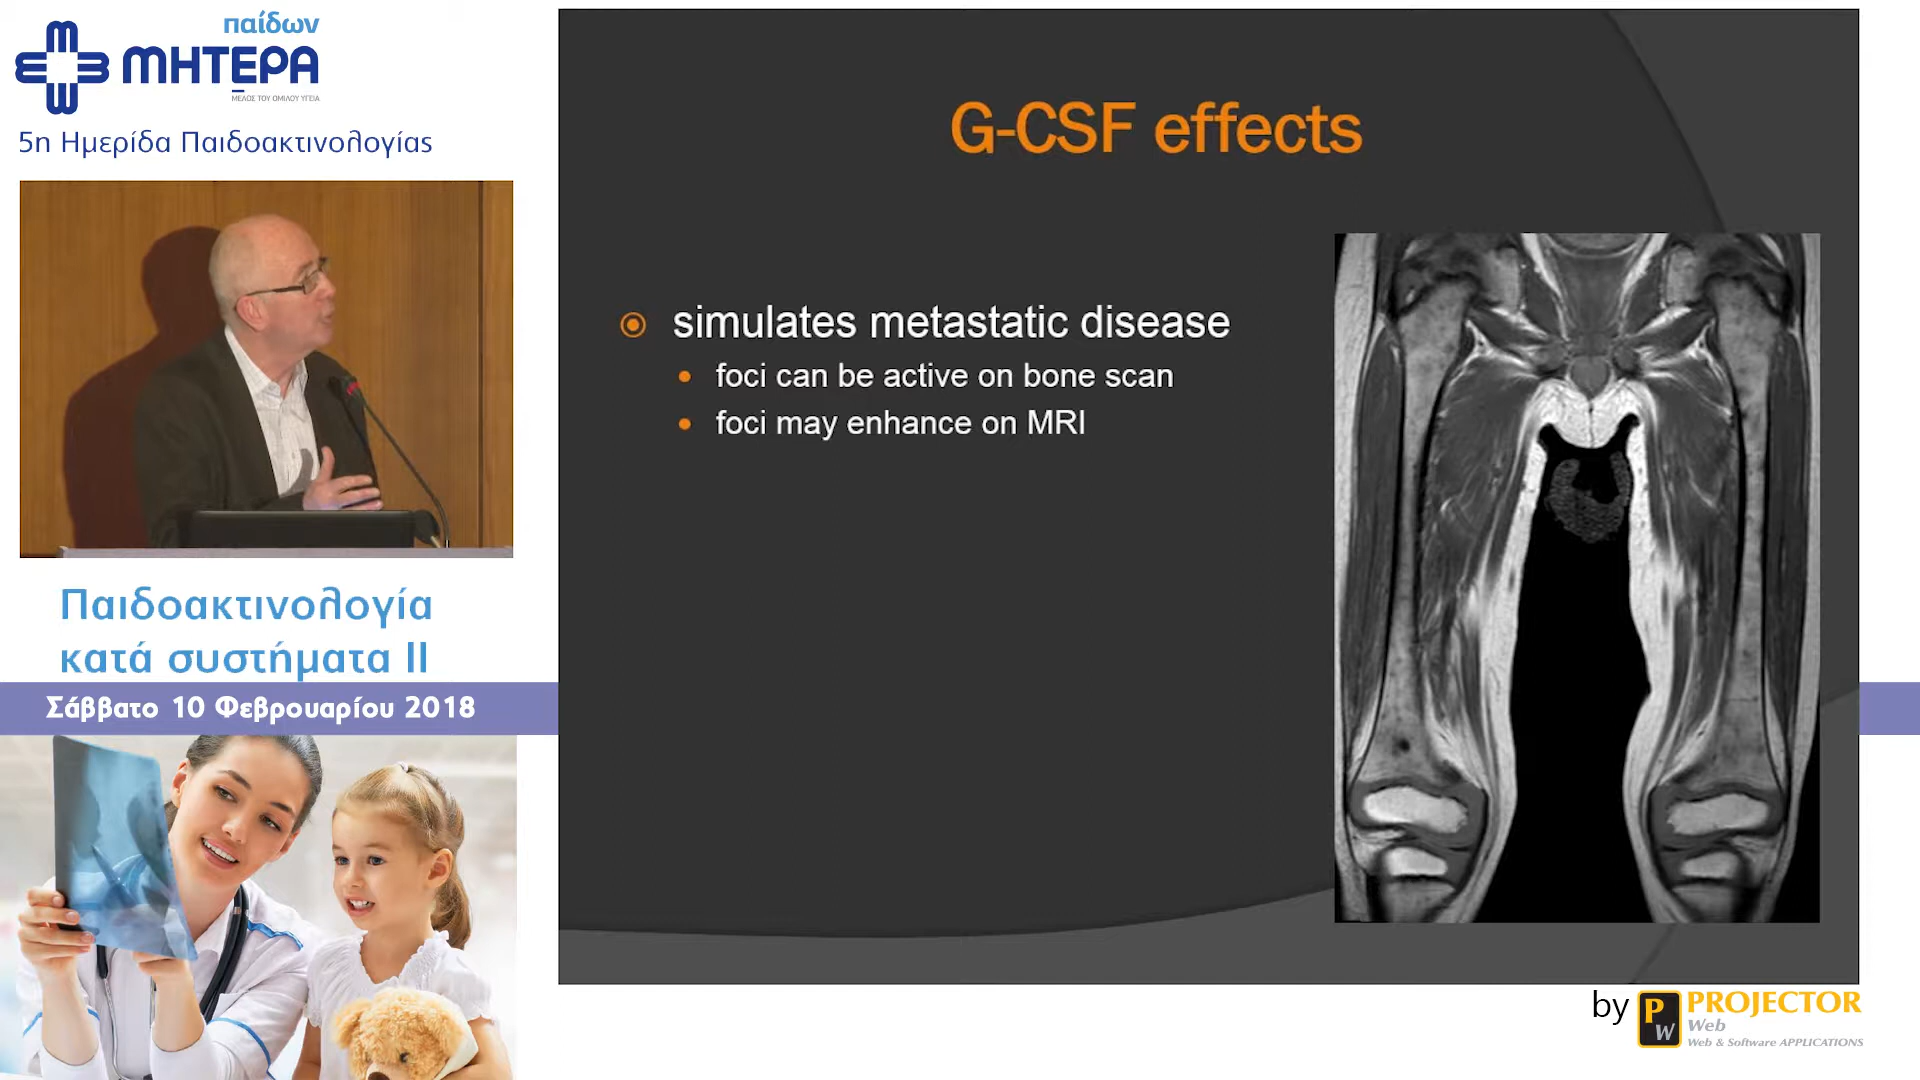 παίδων
ΜΗΤΕΡΑ
ΜΕΛΟΣ ΤΟΥ ΟΜΙΛΟΥ ΥΓΕΙΑ
5η Ημερίδα Παιδοακτινολογίας
Παιδοακτινολογία
κατά συστήματα ΙΙ
Σάββατο 10 Φεβρουαρίου 2018
G-CSF effects
simulates metastatic disease
foci can be active on bone scan
foci may enhance on MRI
by PW PROJECTOR
Web
Web & Software APPLICATIONS